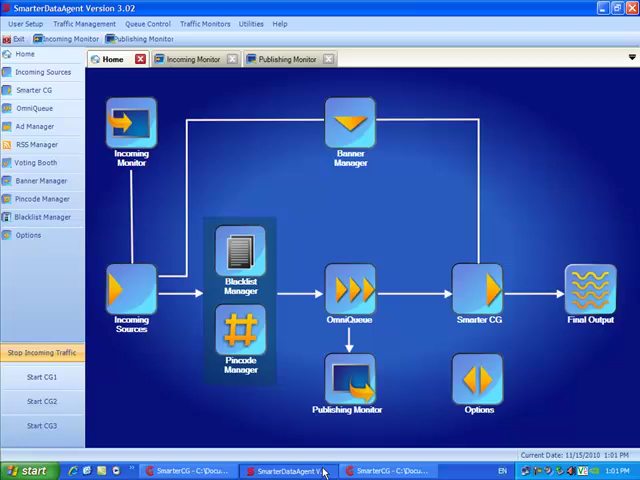 SmarterDataAgent Version 3.02
User Setup Traffic Management Queue Control Traffic Monitors Utilities Help
Exit Incoming Monitor Publishing Monitor
Home
Incoming Sources
Smarter CG
OmniQueue
Ad Manager
RSS Manager
Voting Booth
Banner Manager
Pincode Manager
Blacklist Manager
Options
Stop Incoming Traffic
Start CG1
Start CG2
Start CG3
Home Incoming Monitor Publishing Monitor
Incoming
Monitor
Banner
Manager
Blacklist
Manager
Incoming
Sources
Pincode
Manager
OmniQueue
Smarter CG
Final Output
Publishing Monitor
Options
Current Date: 11/15/2010 1:01 PM
start SmarterCG - C:\Docu... SmarterDataAgent V... SmarterCG - C:\Docu... EN 1:01 PM